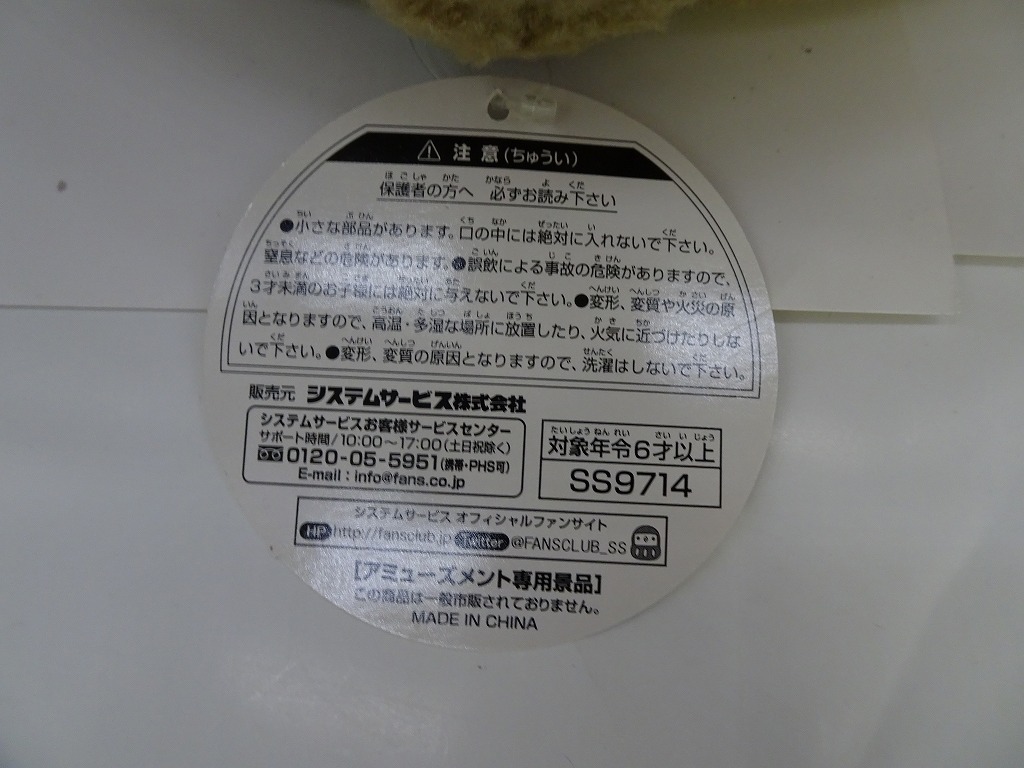 ⚠ 注意(ちゅうい)
保護者の方へ 必ずお読み下さい
●小さな部品があります。口の中には絶対に入れないで下さい。
窒息などの危険があります。●誤飲による事故の危険がありますので、
3才未満のお子様には絶対に与えないで下さい。●変形、変質や火災の原
因となりますので、高温・多湿な場所に放置したり、火気に近づけたりしな
いで下さい。●変形、変質の原因となりますので、洗濯はしないで下さい。
販売元 システムサービス株式会社
システムサービスお客様サービスセンター
サポート時間/10:00〜17:00(土日祝除く)
0120-05-5951(携帯・PHS可)
E-mail:info@fans.co.jp
たいしょうねんれい さいいじょう
対象年令6才以上
SS9714
システムサービス オフィシャルファンサイト
HP http://fansclub.jp Twitter @FANSCLUB_SS
[アミューズメント専用景品]
この商品は一般市販されておりません。
MADE IN CHINA